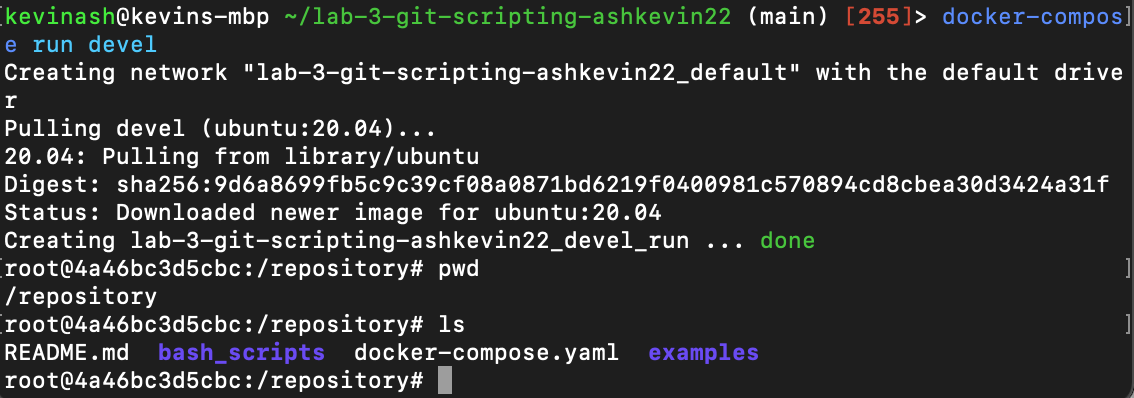 [kevinash@kevins-mbp ~/lab-3-git-scripting-ashkevin22 (main) [255]> docker-compos]
e run devel
Creating network "lab-3-git-scripting-ashkevin22_default" with the default drive
r
Pulling devel (ubuntu:20.04)...
20.04: Pulling from library/ubuntu
Digest: sha256:9d6a8699fb5c9c39cf08a0871bd6219f0400981c570894cd8cbea30d3424a31f
Status: Downloaded newer image for ubuntu:20.04
Creating lab-3-git-scripting-ashkevin22_devel_run ... done
[root@4a46bc3d5cbc:/repository# pwd ]
/repository
[root@4a46bc3d5cbc:/repository# ls ]
README.md  bash_scripts  docker-compose.yaml  examples
root@4a46bc3d5cbc:/repository#